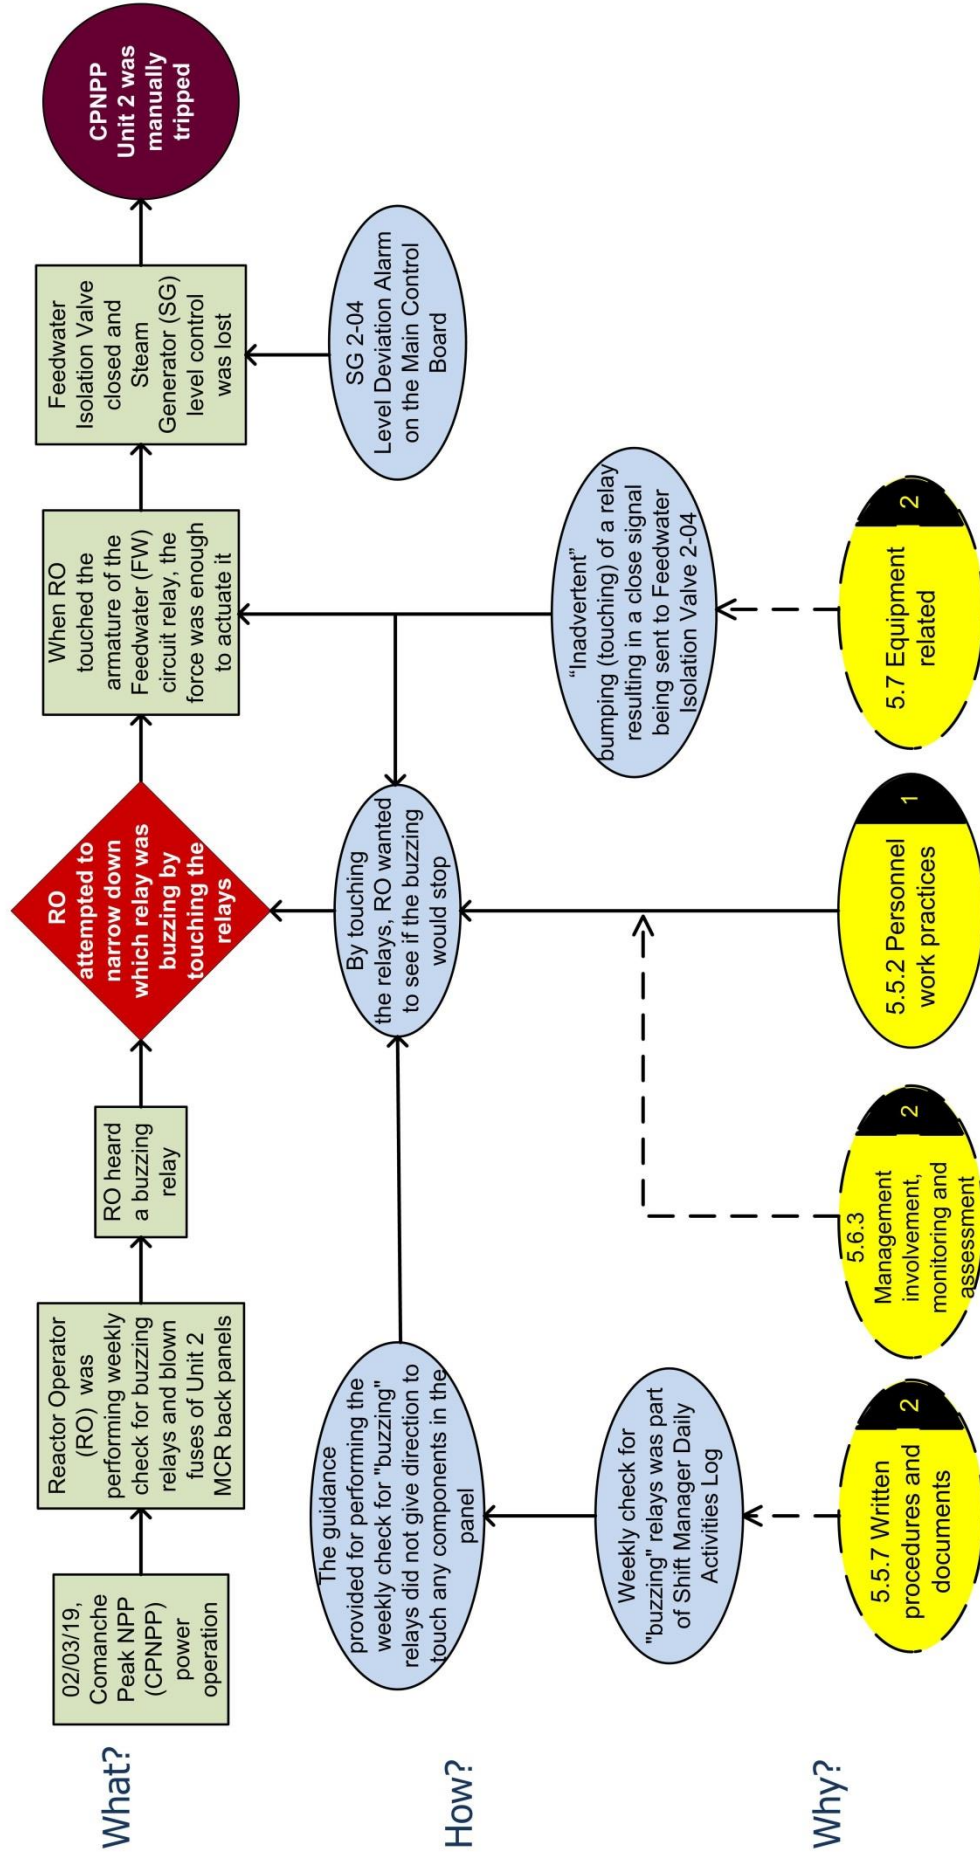 What?
02/03/19,
Comanche
Peak NPP
(CPNPP)
power
operation
Reactor Operator
(RO) was
performing weekly
check for buzzing
relays and blown
fuses of Unit 2
MCR back panels
RO heard
a buzzing
relay
RO
attempted to
narrow down
which relay was
buzzing by
touching the
relays
When RO
touched the
armature of the
Feedwater (FW)
circuit relay, the
force was enough
to actuate it
Feedwater
Isolation Valve
closed and
Steam
Generator (SG)
level control
was lost
CPNPP
Unit 2 was
manually
tripped
How?
The guidance
provided for performing the
weekly check for "buzzing"
relays did not give direction to
touch any components in the
panel
By touching
the relays, RO wanted
to see if the buzzing
would stop
SG 2-04
Level Deviation Alarm
on the Main Control
Board
Weekly check for
"buzzing" relays was part
of Shift Manager Daily
Activities Log
“Inadvertent”
bumping (touching) of a relay
resulting in a close signal
being sent to Feedwater
Isolation Valve 2-04
Why?
5.5.7 Written
procedures and
documents
2
5.6.3
Management
involvement,
monitoring and
assessment
2
5.5.2 Personnel
work practices
1
5.7 Equipment
related
2